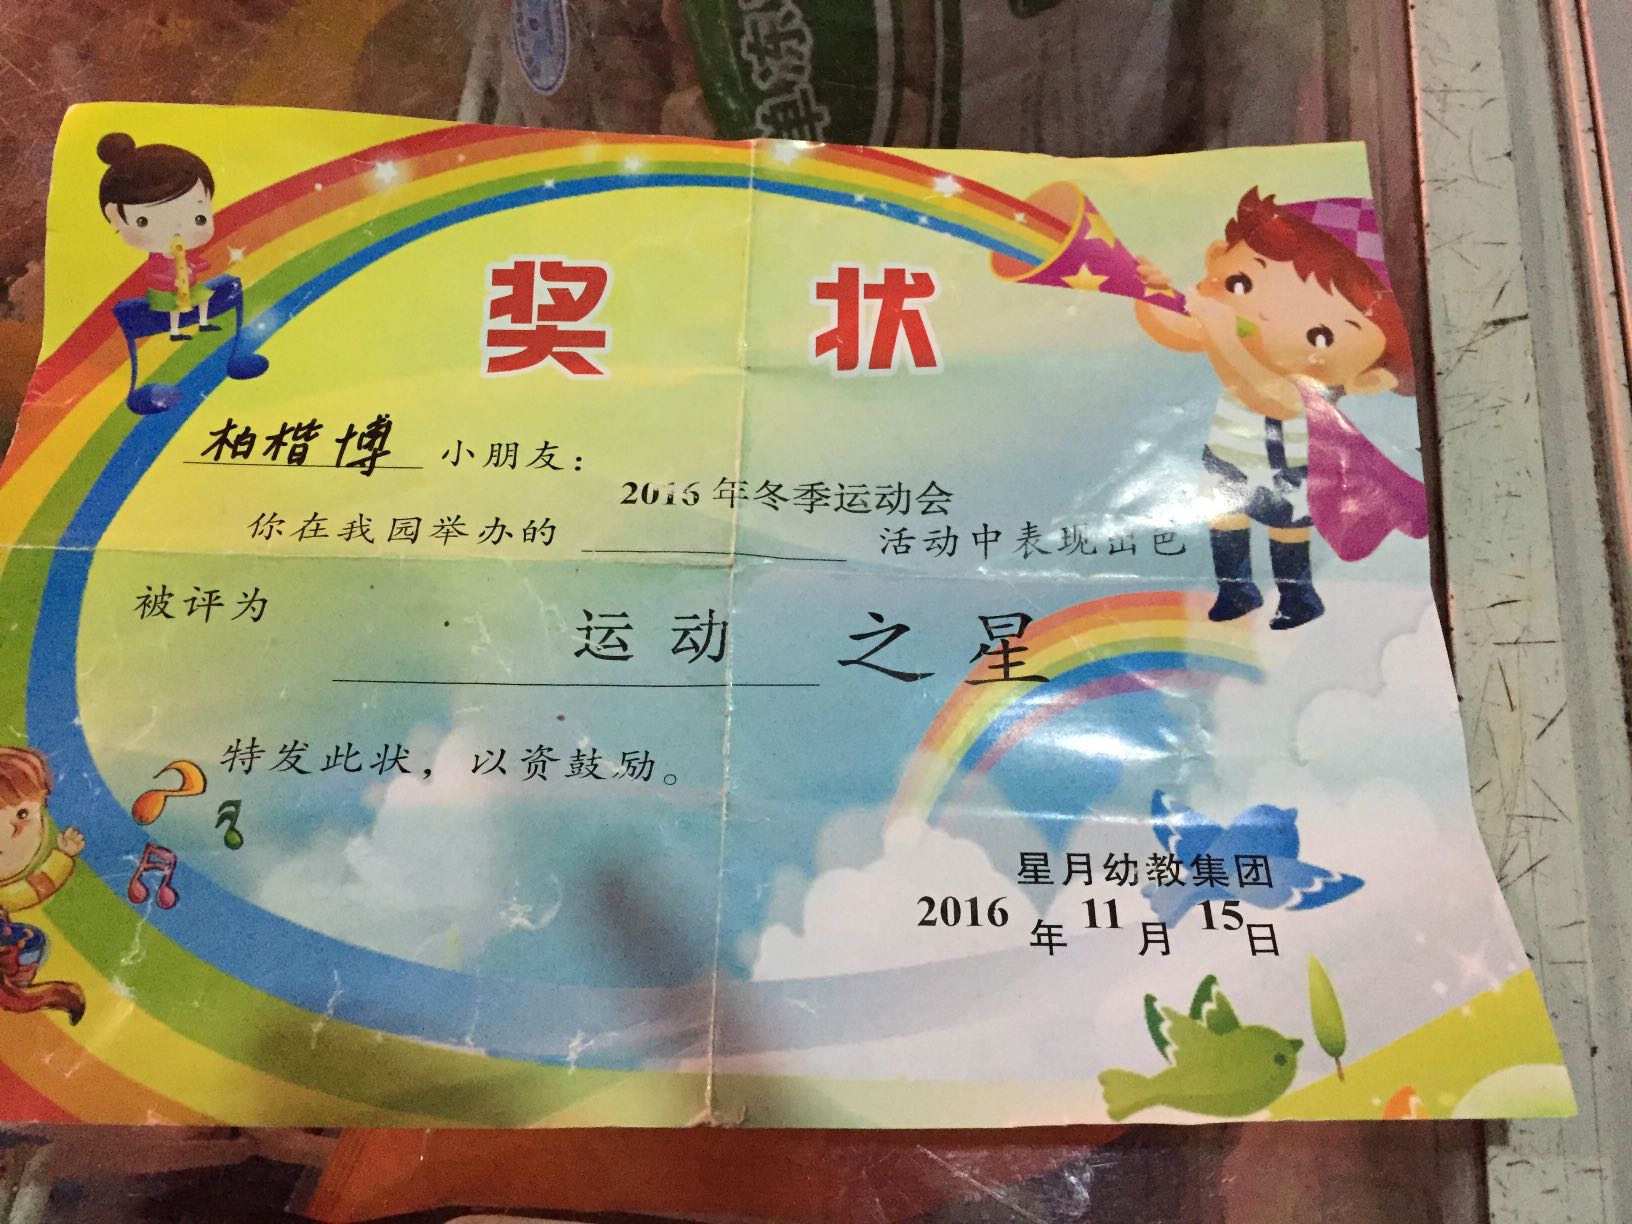 奖 状
柏楷博 小朋友：
你在我园举办的 2016年冬季运动会 活动中表现出色
被评为 运动 之星
特发此状，以资鼓励。
星月幼教集团
2016 年 11 月 15 日